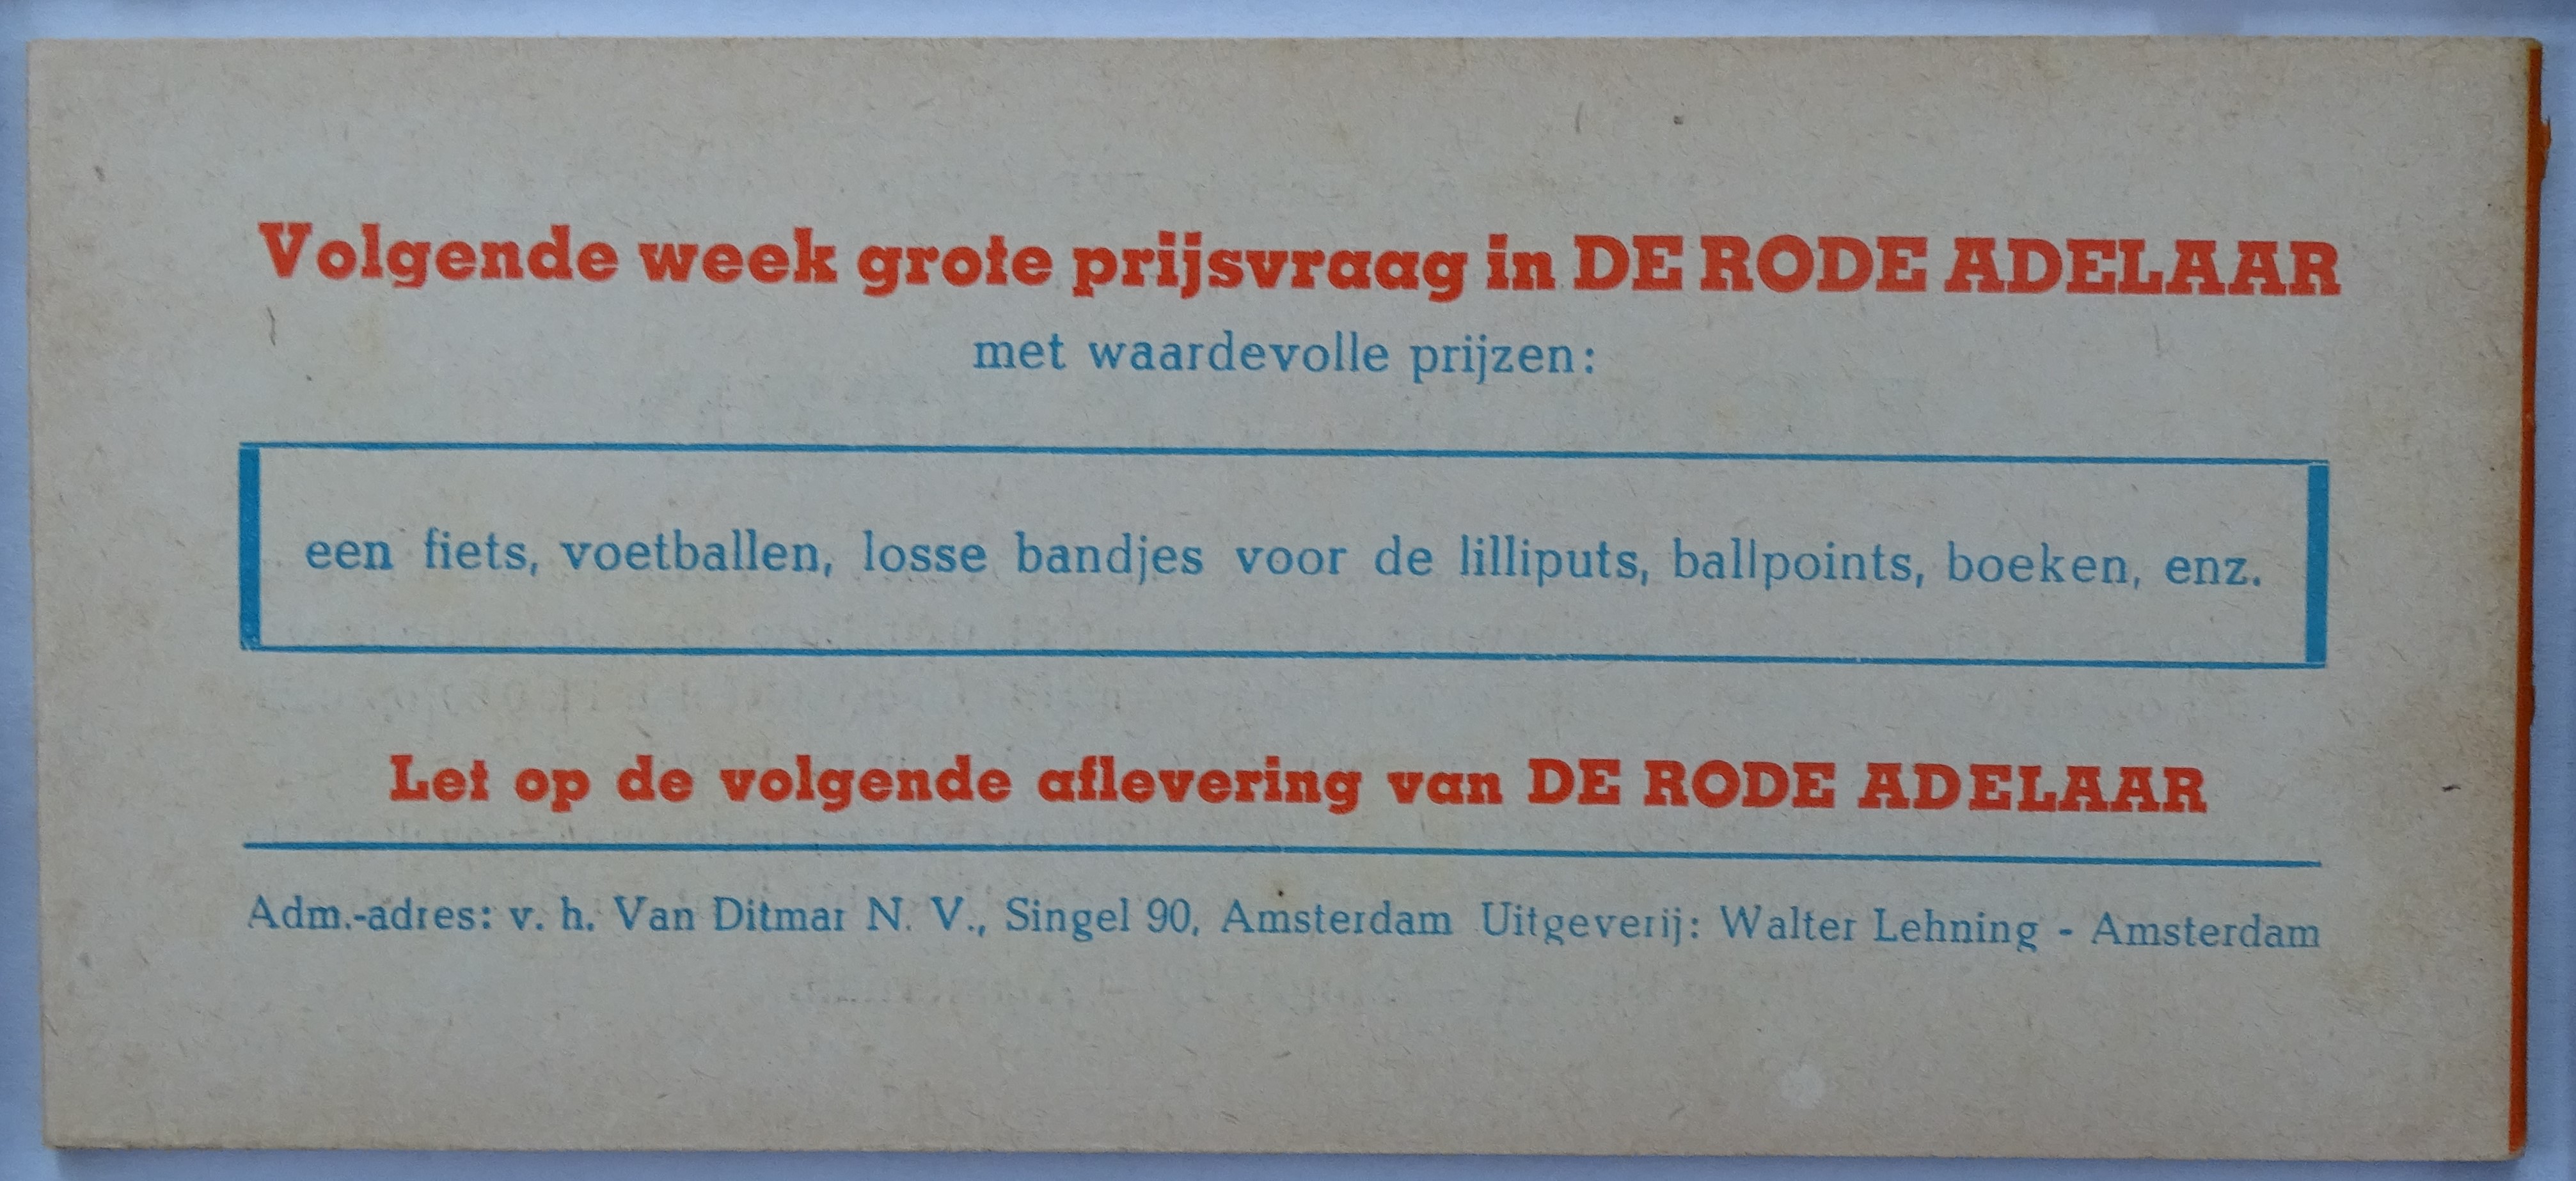 Volgende week grote prijsvraag in DE RODE ADELAAR
met waardevolle prijzen:
een fiets, voetballen, losse bandjes voor de lilliputs, ballpoints, boeken, enz.
Let op de volgende aflevering van DE RODE ADELAAR
Adm.-adres: v. h. Van Ditmar N. V., Singel 90, Amsterdam Uitgeverij: Walter Lehning - Amsterdam